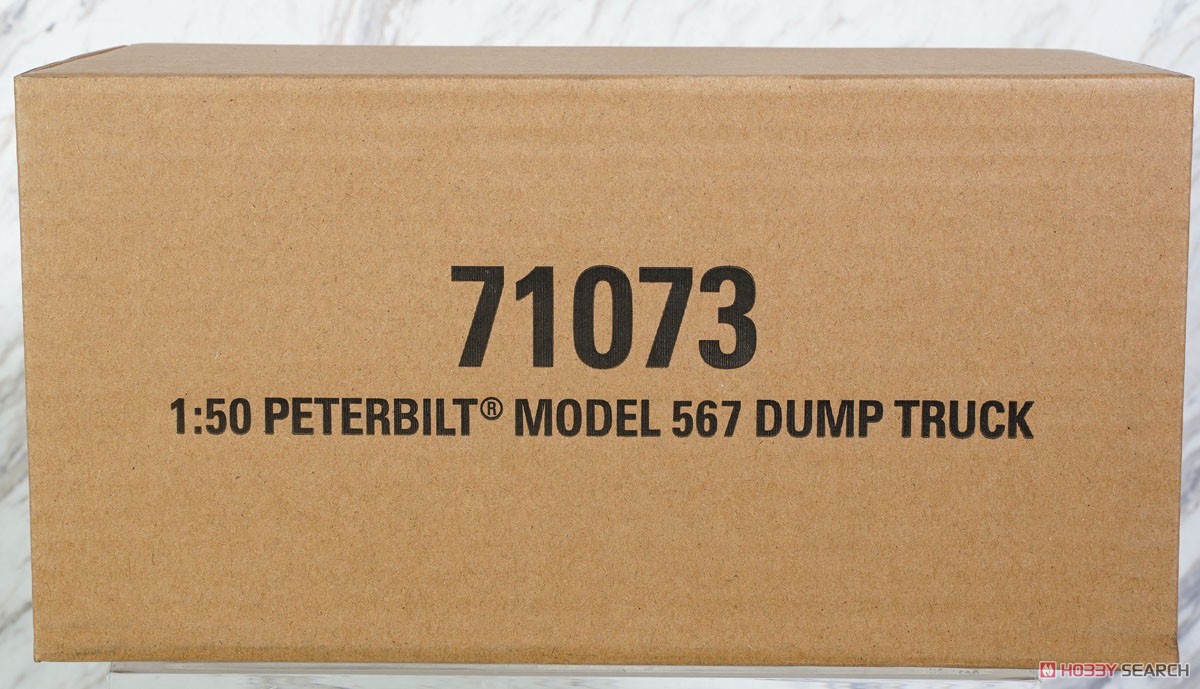 71073
1:50 PETERBILT® MODEL 567 DUMP TRUCK
HOBBY SEARCH